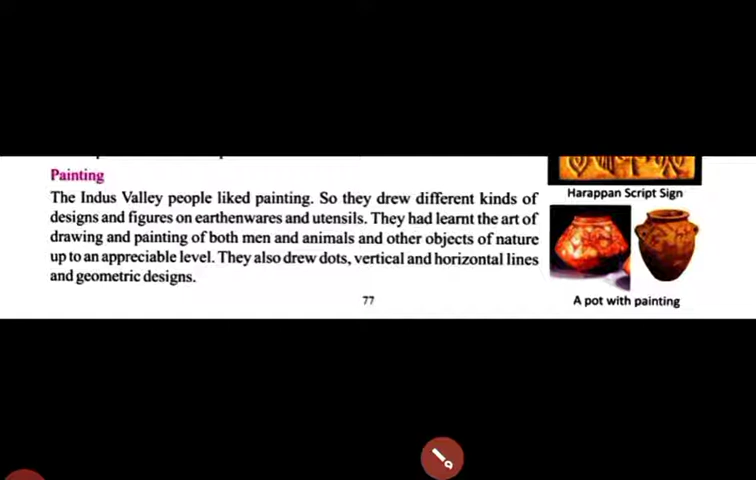 Painting
The Indus Valley people liked painting. So they drew different kinds of
designs and figures on earthenwares and utensils. They had learnt the art of
drawing and painting of both men and animals and other objects of nature
up to an appreciable level. They also drew dots, vertical and horizontal lines
and geometric designs.
77
Harappan Script Sign
A pot with painting